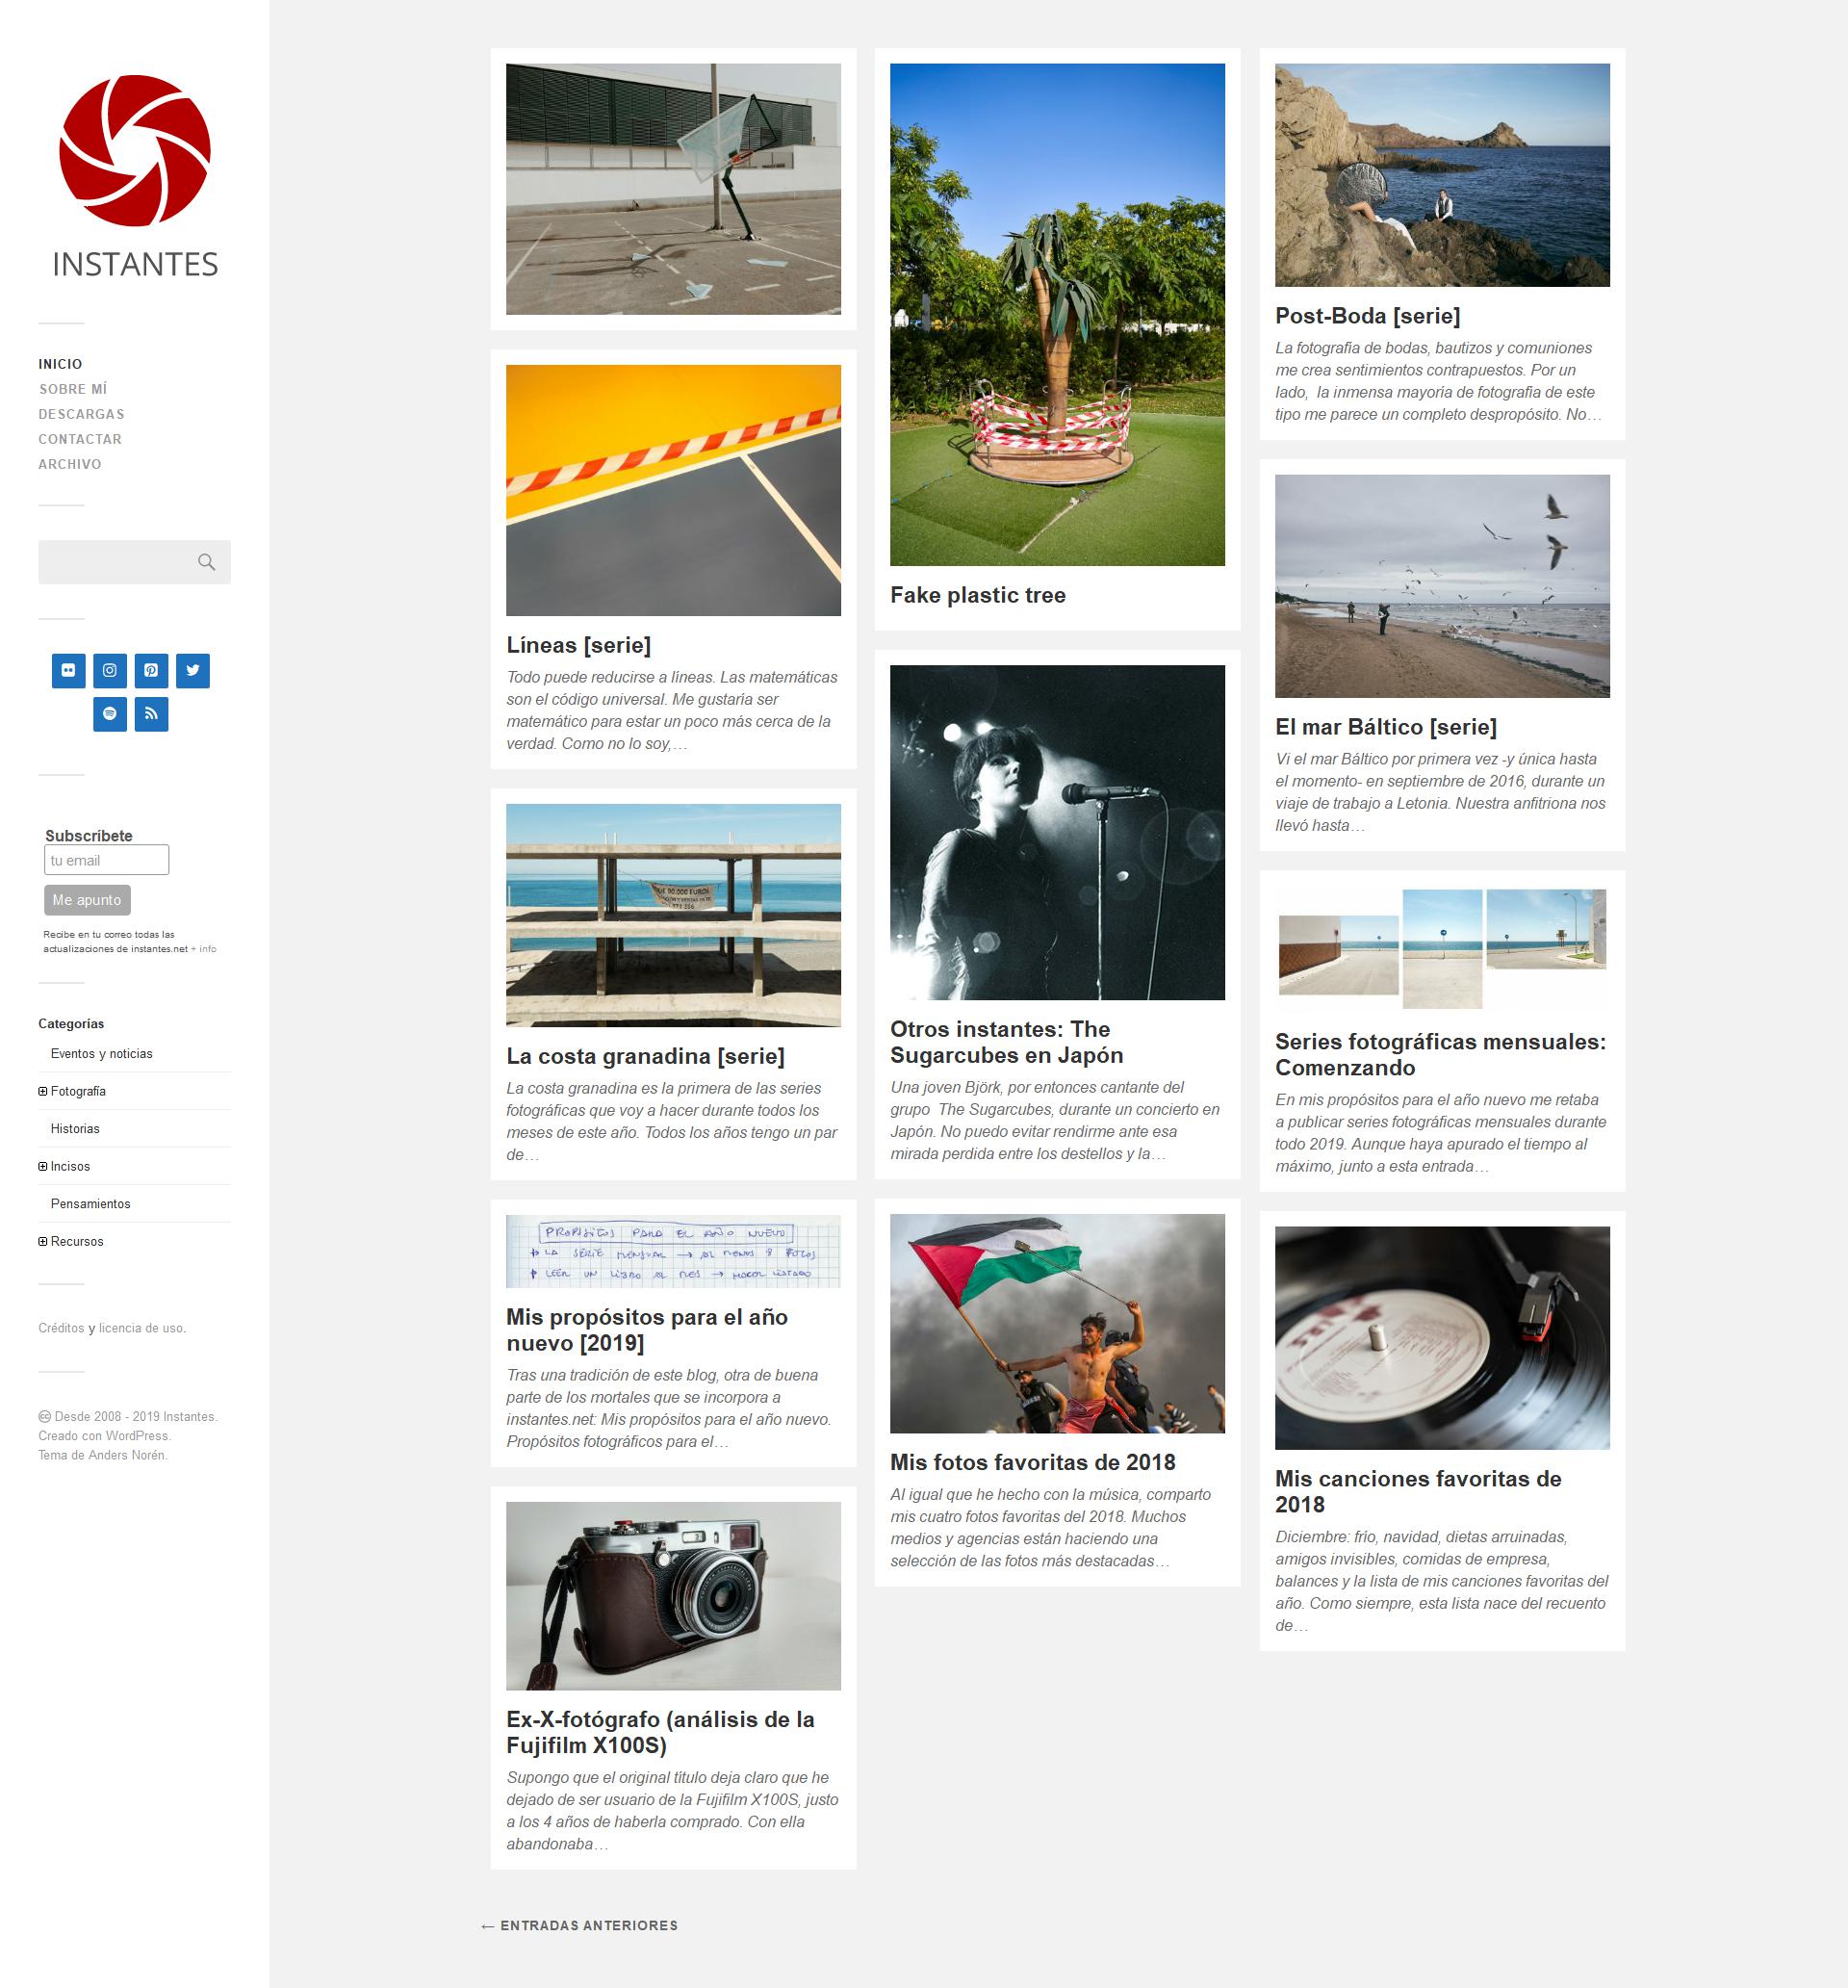 INSTANTES
INICIO
SOBRE MÍ
DESCARGAS
CONTACTAR
ARCHIVO
Subscríbete
tu email
Me apunto
Recibe en tu correo todas las
actualizaciones de instantes.net + info
Categorías
Eventos y noticias
Fotografía
Historias
Incisos
Pensamientos
Recursos
Créditos y licencia de uso.
Desde 2008 - 2019 Instantes.
Creado con WordPress.
Tema de Anders Norén.
Líneas [serie]
Todo puede reducirse a líneas. Las matemáticas
son el código universal. Me gustaría ser
matemático para estar un poco más cerca de la
verdad. Como no lo soy,…
DE 90.000 EUROS
La costa granadina [serie]
La costa granadina es la primera de las series
fotográficas que voy a hacer durante todos los
meses de este año. Todos los años tengo un par
de…
PROPÓSITOS PARA EL AÑO NUEVO
LA SERIE MENSUAL → AL MENOS 8 FOTOS
LEER UN LIBRO AL MES → HACER LISTADO
Mis propósitos para el año
nuevo [2019]
Tras una tradición de este blog, otra de buena
parte de los mortales que se incorpora a
instantes.net: Mis propósitos para el año nuevo.
Propósitos fotográficos para el…
Ex-X-fotógrafo (análisis de la
Fujifilm X100S)
Supongo que el original título deja claro que he
dejado de ser usuario de la Fujifilm X100S, justo
a los 4 años de haberla comprado. Con ella
abandonaba…
Fake plastic tree
Otros instantes: The
Sugarcubes en Japón
Una joven Björk, por entonces cantante del
grupo The Sugarcubes, durante un concierto en
Japón. No puedo evitar rendirme ante esa
mirada perdida entre los destellos y la…
Mis fotos favoritas de 2018
Al igual que he hecho con la música, comparto
mis cuatro fotos favoritas del 2018. Muchos
medios y agencias están haciendo una
selección de las fotos más destacadas…
Post-Boda [serie]
La fotografía de bodas, bautizos y comuniones
me crea sentimientos contrapuestos. Por un
lado, la inmensa mayoría de fotografía de este
tipo me parece un completo despropósito. No…
El mar Báltico [serie]
Vi el mar Báltico por primera vez -y única hasta
el momento- en septiembre de 2016, durante un
viaje de trabajo a Letonia. Nuestra anfitriona nos
llevó hasta…
Series fotográficas mensuales:
Comenzando
En mis propósitos para el año nuevo me retaba
a publicar series fotográficas mensuales durante
todo 2019. Aunque haya apurado el tiempo al
máximo, junto a esta entrada…
Mis canciones favoritas de
2018
Diciembre: frío, navidad, dietas arruinadas,
amigos invisibles, comidas de empresa,
balances y la lista de mis canciones favoritas del
año. Como siempre, esta lista nace del recuento
de…
← ENTRADAS ANTERIORES